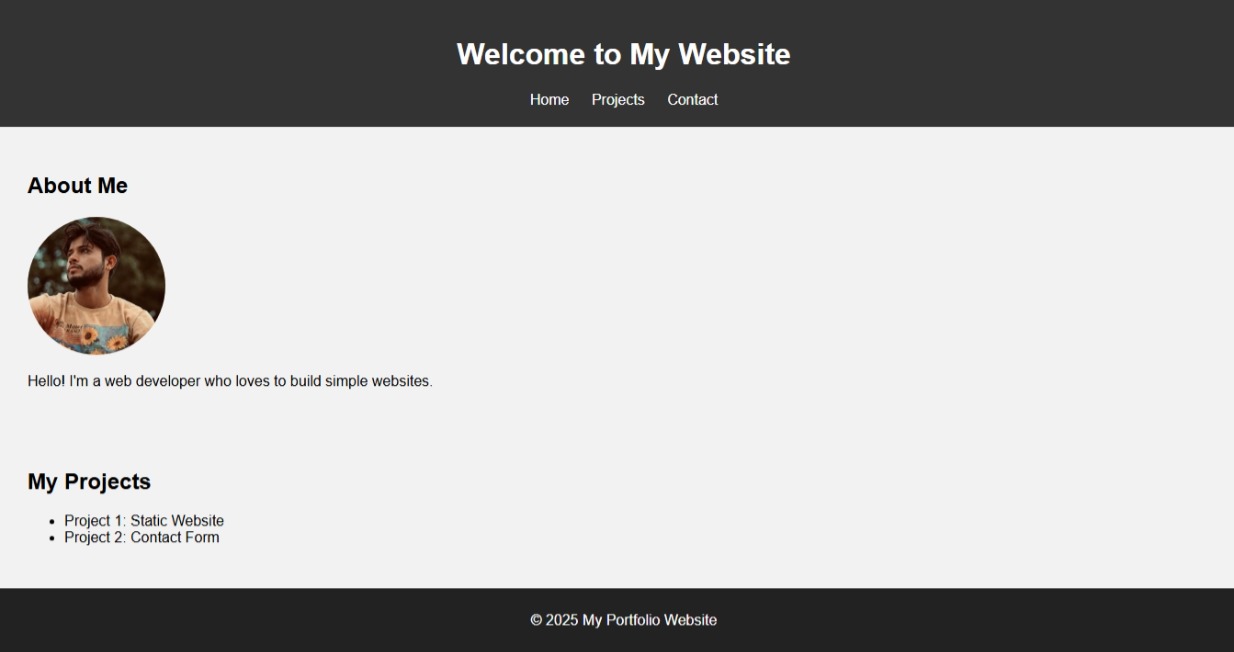 Welcome to My Website
Home Projects Contact
About Me
Hello! I'm a web developer who loves to build simple websites.
My Projects
• Project 1: Static Website
• Project 2: Contact Form
© 2025 My Portfolio Website